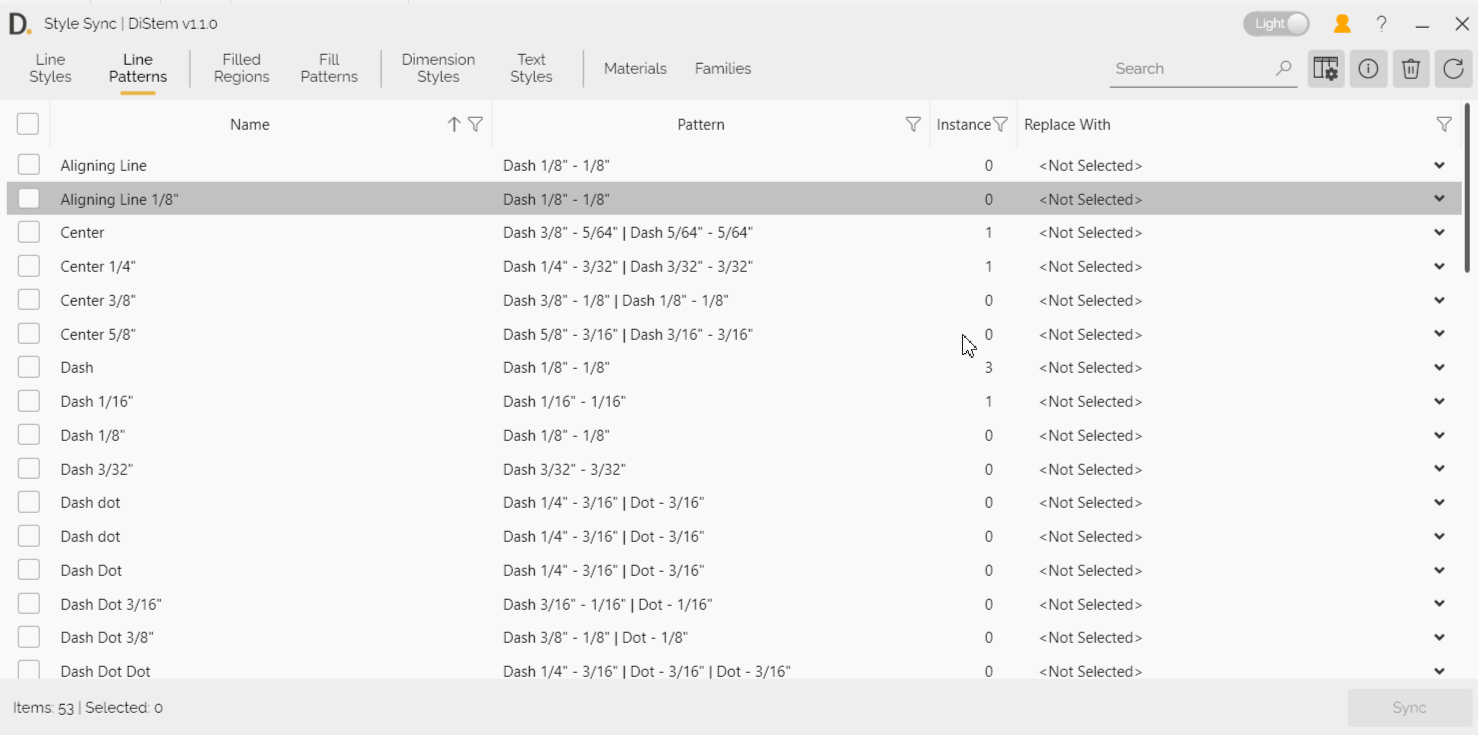 D. Style Sync | DiStem v1.1.0 Light ?
Line Styles Line Patterns Filled Regions Fill Patterns Dimension Styles Text Styles Materials Families Search
Name Pattern Instance Replace With
Aligning Line Dash 1/8" - 1/8" 0 <Not Selected>
Aligning Line 1/8" Dash 1/8" - 1/8" 0 <Not Selected>
Center Dash 3/8" - 5/64" | Dash 5/64" - 5/64" 1 <Not Selected>
Center 1/4" Dash 1/4" - 3/32" | Dash 3/32" - 3/32" 1 <Not Selected>
Center 3/8" Dash 3/8" - 1/8" | Dash 1/8" - 1/8" 0 <Not Selected>
Center 5/8" Dash 5/8" - 3/16" | Dash 3/16" - 3/16" 0 <Not Selected>
Dash Dash 1/8" - 1/8" 3 <Not Selected>
Dash 1/16" Dash 1/16" - 1/16" 1 <Not Selected>
Dash 1/8" Dash 1/8" - 1/8" 0 <Not Selected>
Dash 3/32" Dash 3/32" - 3/32" 0 <Not Selected>
Dash dot Dash 1/4" - 3/16" | Dot - 3/16" 0 <Not Selected>
Dash dot Dash 1/4" - 3/16" | Dot - 3/16" 0 <Not Selected>
Dash Dot Dash 1/4" - 3/16" | Dot - 3/16" 0 <Not Selected>
Dash Dot 3/16" Dash 3/16" - 1/16" | Dot - 1/16" 0 <Not Selected>
Dash Dot 3/8" Dash 3/8" - 1/8" | Dot - 1/8" 0 <Not Selected>
Dash Dot Dot Dash 1/4" - 3/16" | Dot - 3/16" | Dot - 3/16" 0 <Not Selected>
Items: 53 | Selected: 0 Sync